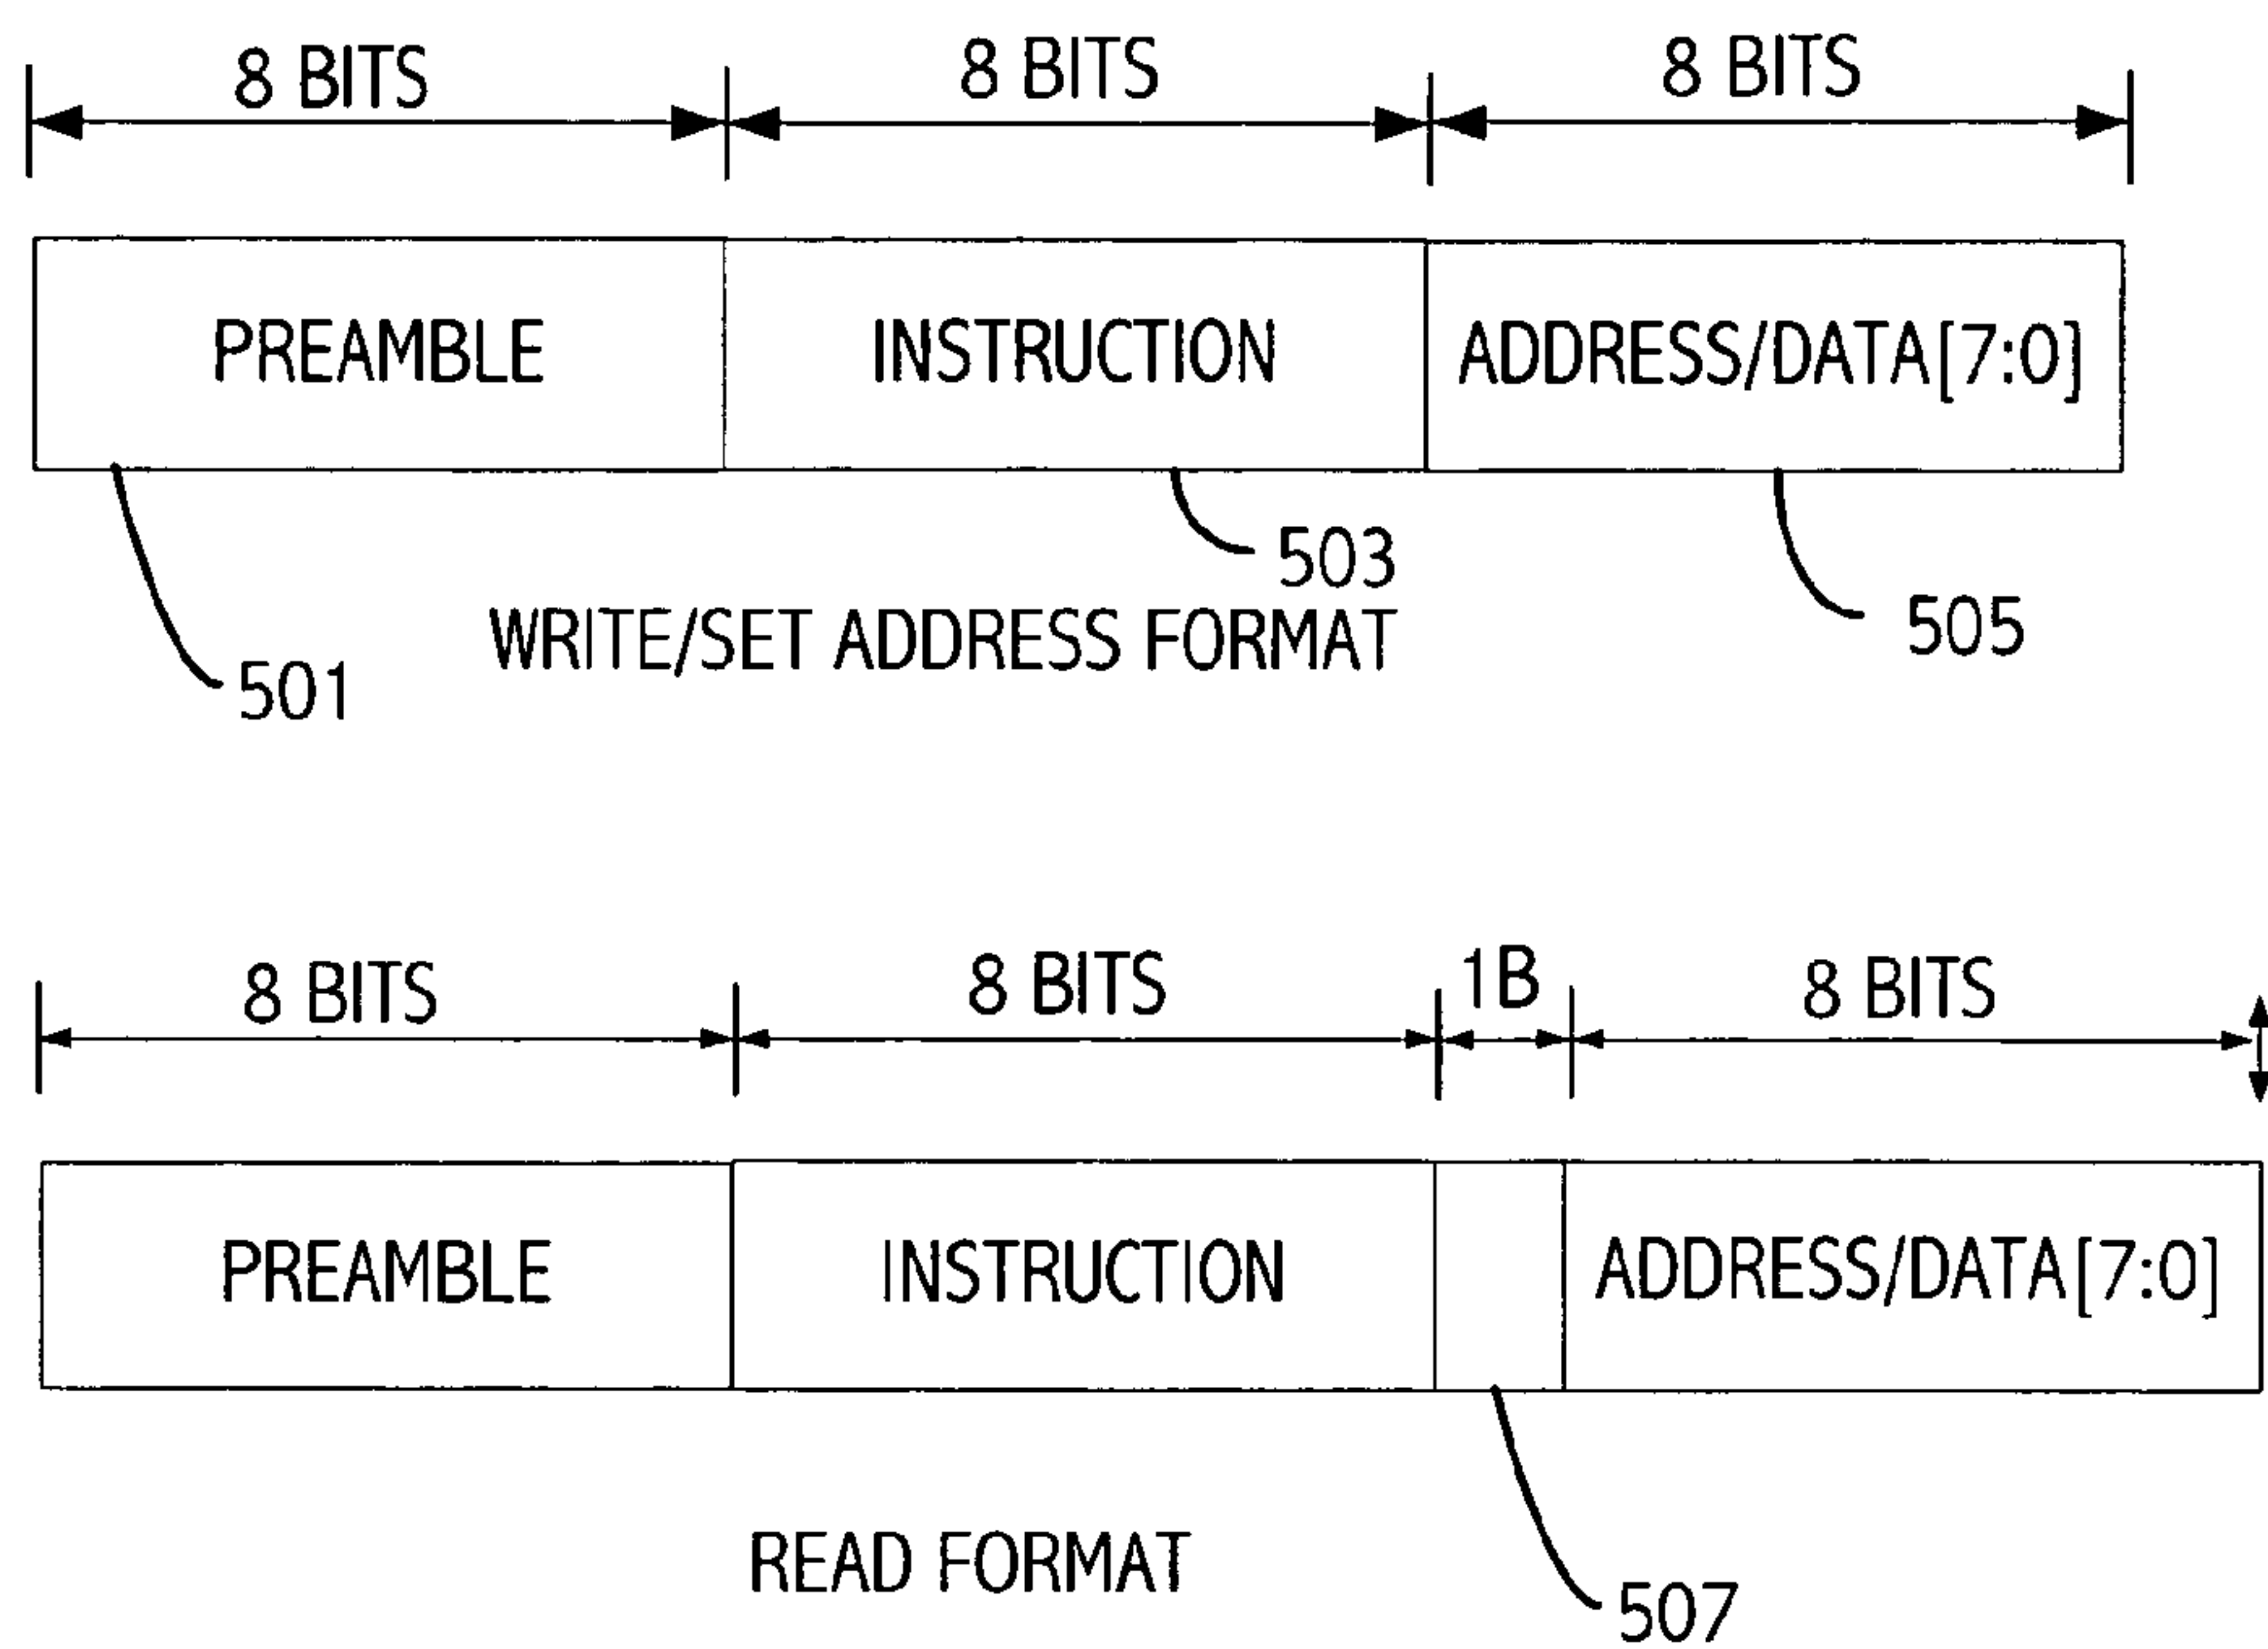 8 BITS 8 BITS 8 BITS
PREAMBLE INSTRUCTION ADDRESS/DATA[7:0]
503
WRITE/SET ADDRESS FORMAT
505
501
8 BITS 8 BITS 1B 8 BITS
PREAMBLE INSTRUCTION ADDRESS/DATA[7:0]
READ FORMAT
507